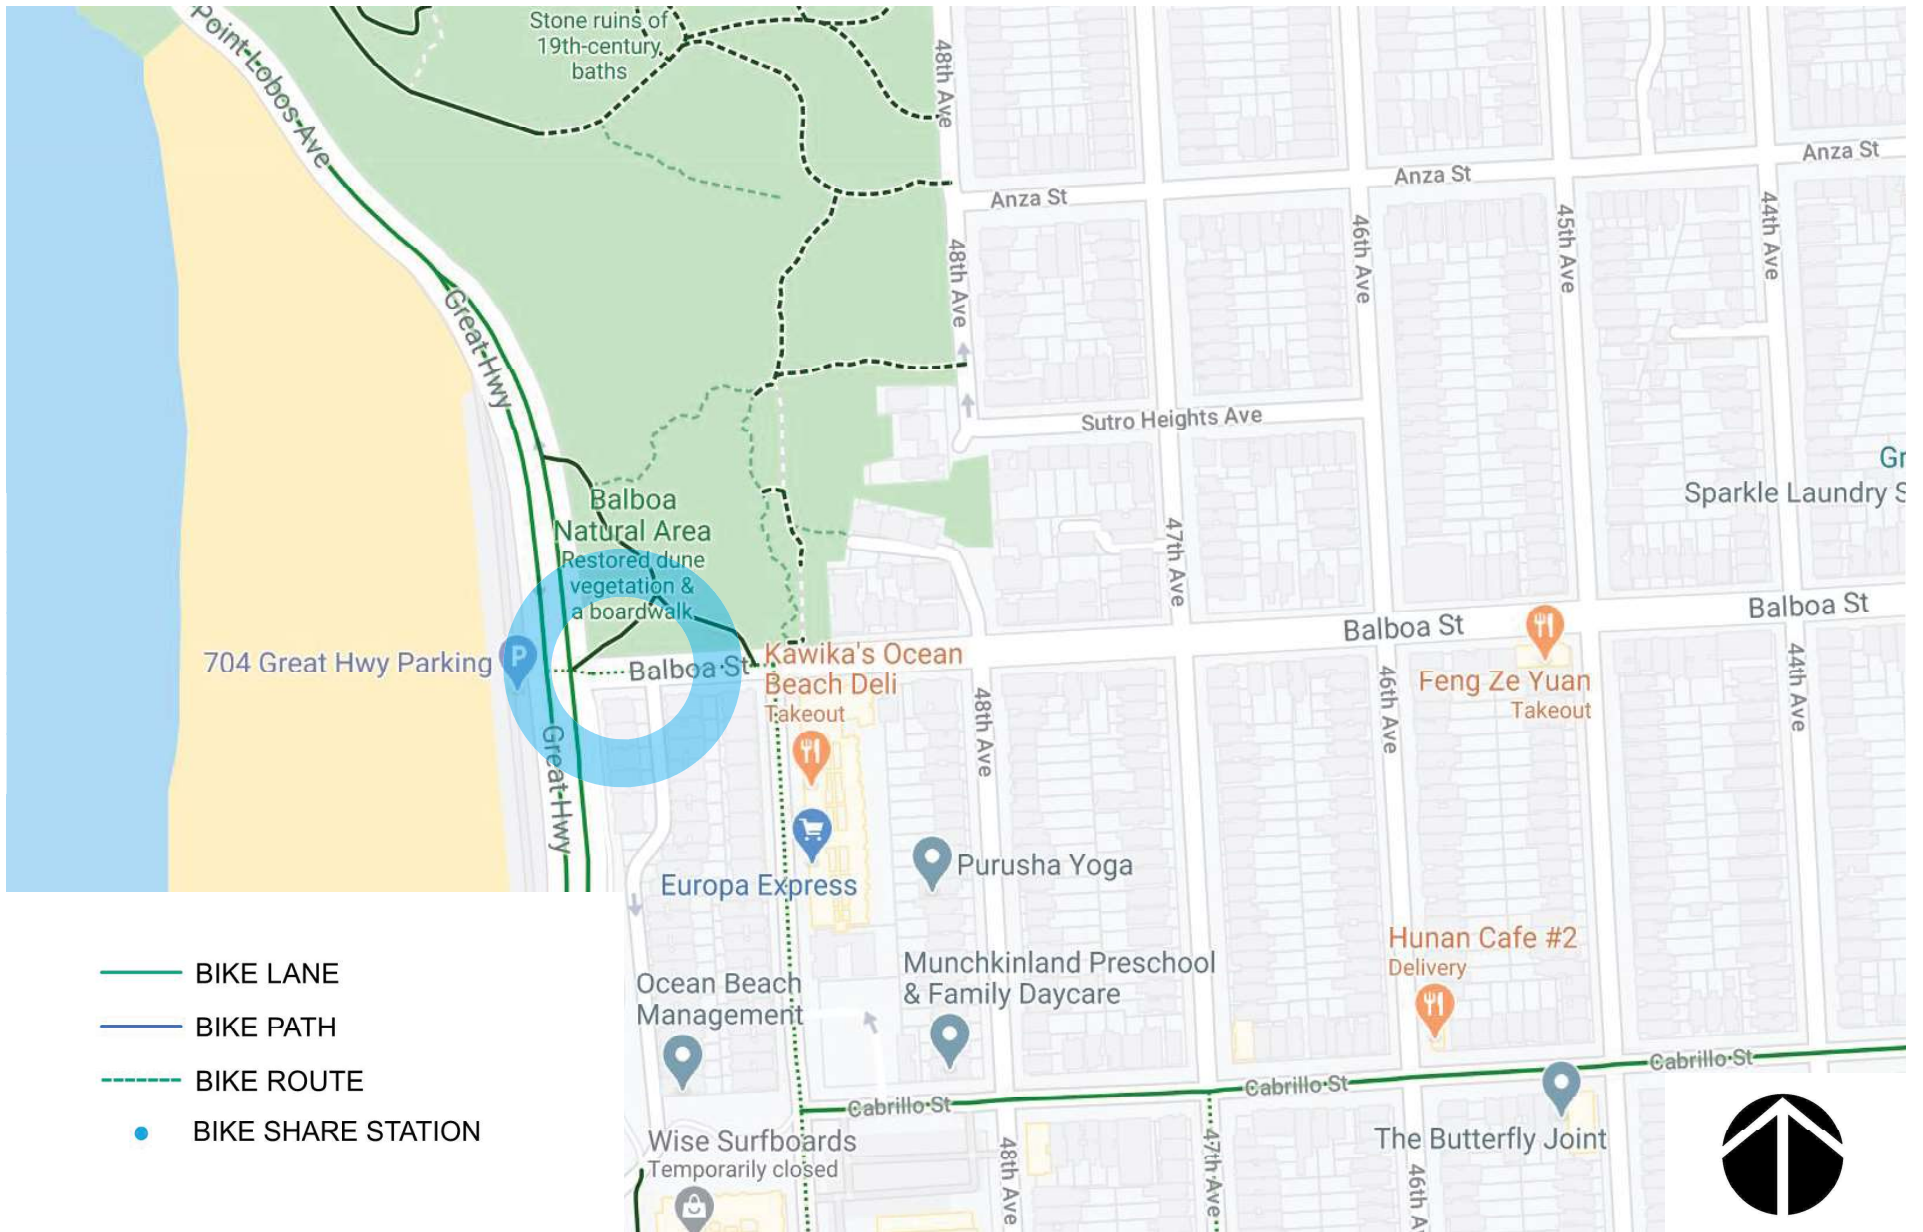 Point Lobos Ave
Stone ruins of
19th-century
baths
48th Ave
Anza St
Anza St
Anza St
48th Ave
46th Ave
45th Ave
44th Ave
Great Hwy
Sutro Heights Ave
Gr
Sparkle Laundry S
Balboa
Natural Area
Restored dune
vegetation &
a boardwalk
47th Ave
Balboa St
Balboa St
704 Great Hwy Parking
P
Balboa St
Kawika's Ocean
Beach Deli
Takeout
Feng Ze Yuan
Takeout
48th Ave
46th Ave
44th Ave
Great Hwy
Europa Express
Purusha Yoga
Hunan Cafe #2
Delivery
Munchkinland Preschool
& Family Daycare
Ocean Beach
Management
Cabrillo St
Cabrillo St
Cabrillo St
Wise Surfboards
Temporarily closed
48th Ave
47th Ave
46th A
The Butterfly Joint
BIKE LANE
BIKE PATH
BIKE ROUTE
BIKE SHARE STATION